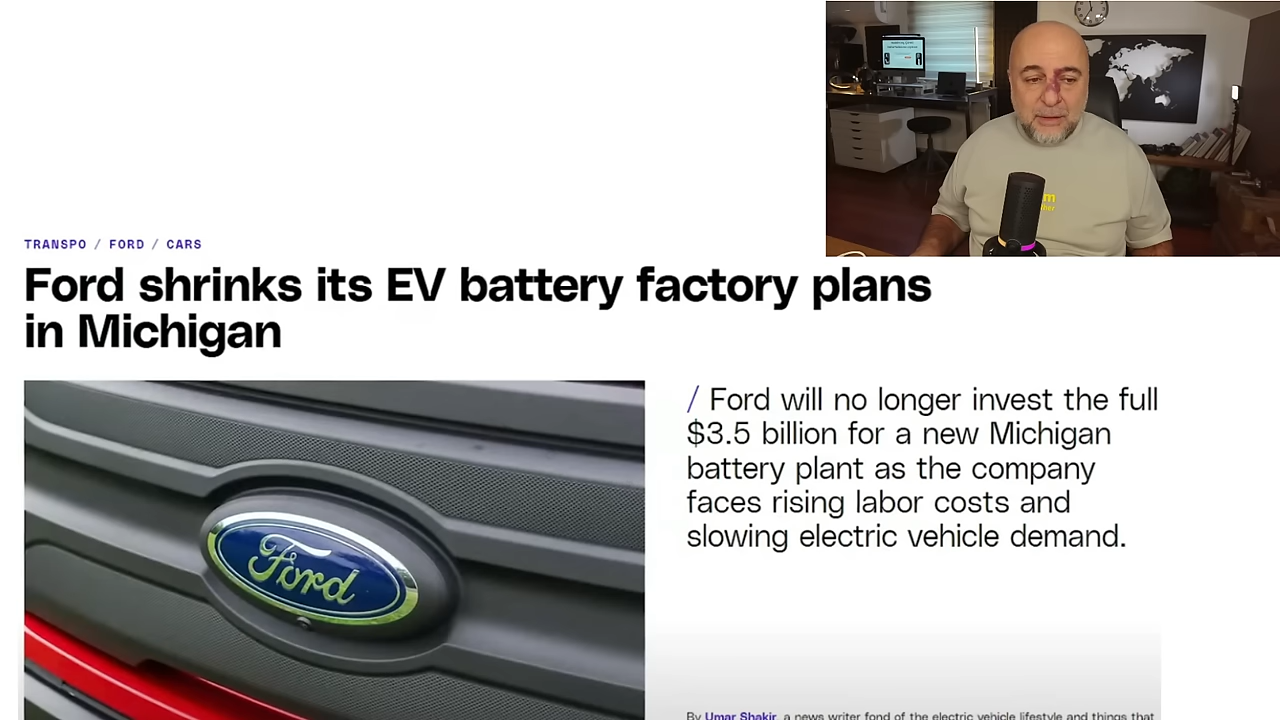 TRANSPO / FORD / CARS
Ford shrinks its EV battery factory plans
in Michigan
/ Ford will no longer invest the full
$3.5 billion for a new Michigan
battery plant as the company
faces rising labor costs and
slowing electric vehicle demand.
Ford
By Umar Shakir, a news writer fond of the electric vehicle lifestyle and things that